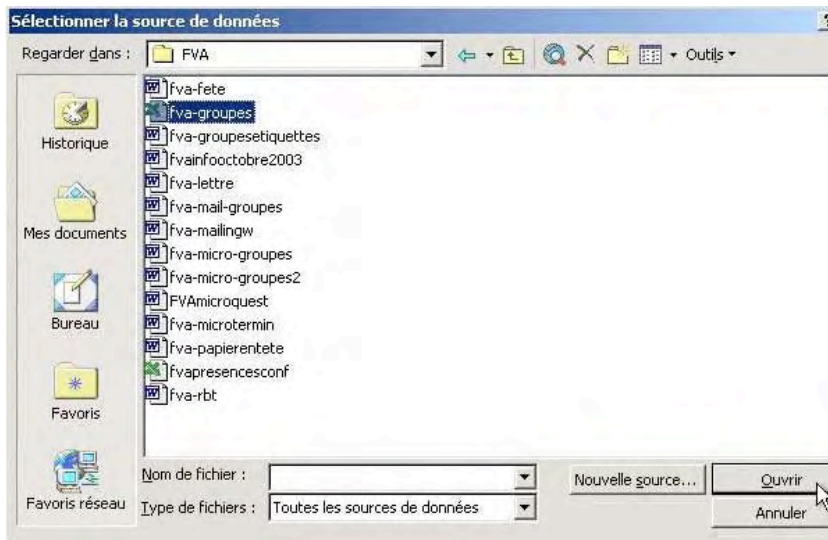 Sélectionner la source de données
?
Regarder dans :
FVA
Outils
Historique
Mes documents
Bureau
Favoris
Favoris réseau
fva-fete
fva-groupes
fva-groupesetiquettes
fvainfooctobre2003
fva-lettre
fva-mail-groupes
fva-mailingw
fva-micro-groupes
fva-micro-groupes2
FVAmicroquest
fva-microtermin
fva-papierentete
fvapresencesconf
fva-rbt
Nom de fichier :
Nouvelle source...
Ouvrir
Type de fichiers :
Toutes les sources de données
Annuler